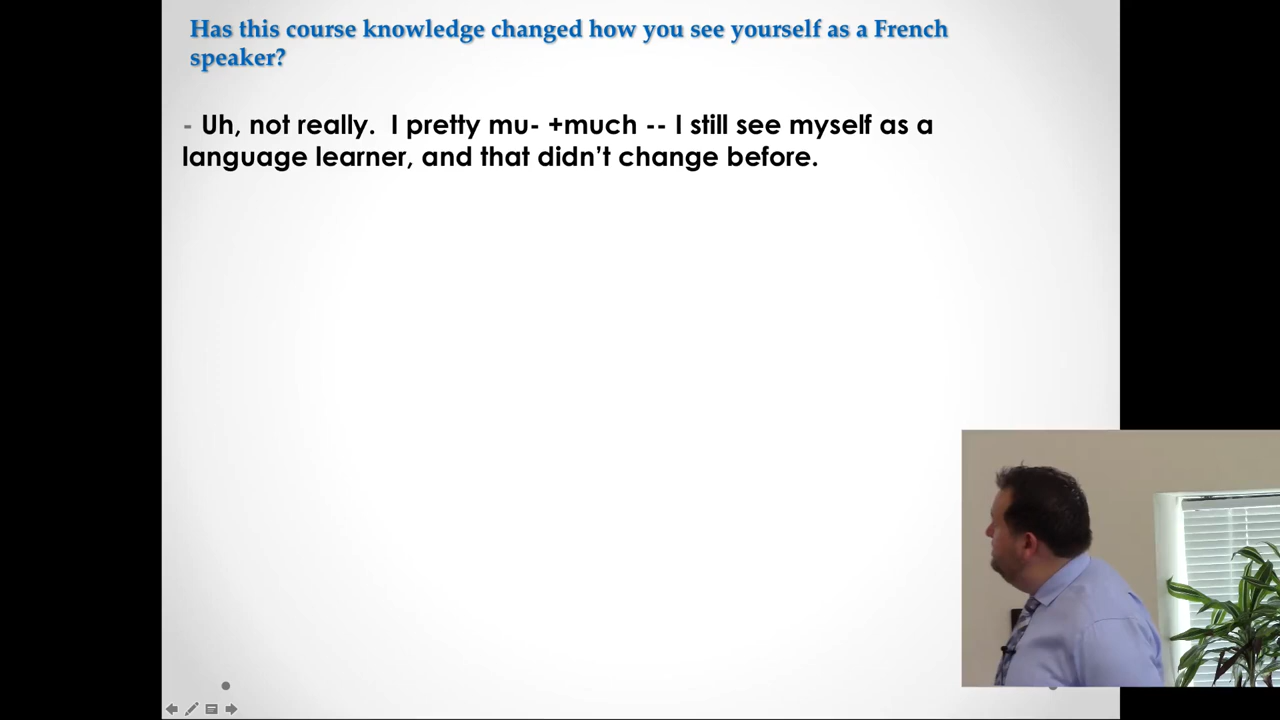 Has this course knowledge changed how you see yourself as a French
speaker?
- Uh, not really.  I pretty mu- +much -- I still see myself as a
language learner, and that didn’t change before.